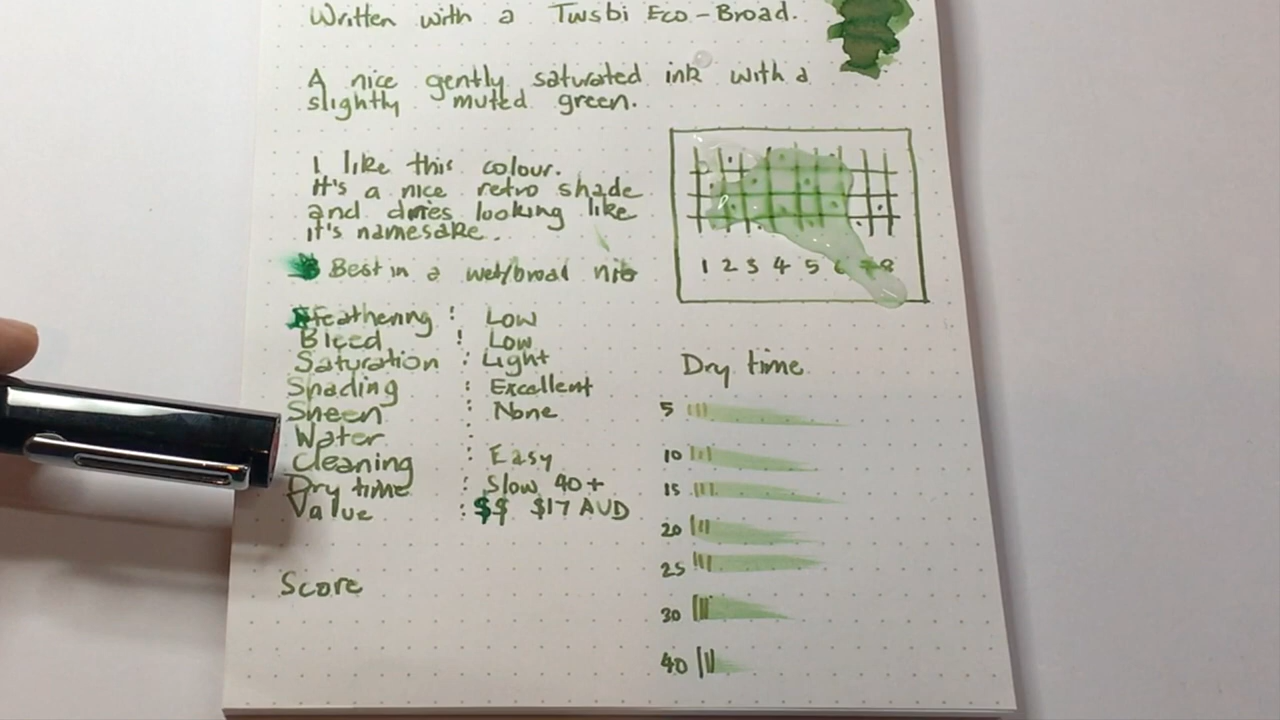 Written with a Twsbi Eco - Broad.
A nice gently saturated ink with a
slightly muted green.
I like this colour.
It's a nice retro shade
and dries looking like
it's namesake.
Best in a wet/broad nib
Feathering : Low
Bleed : Low
Saturation : Light
Shading : Excellent
Sheen : None
Water :
Cleaning : Easy
Dry time : Slow 40+
Value : $$ $17 AUD
Score
1 2 3 4 5 6 7 8
Dry time
5
10
15
20
25
30
40